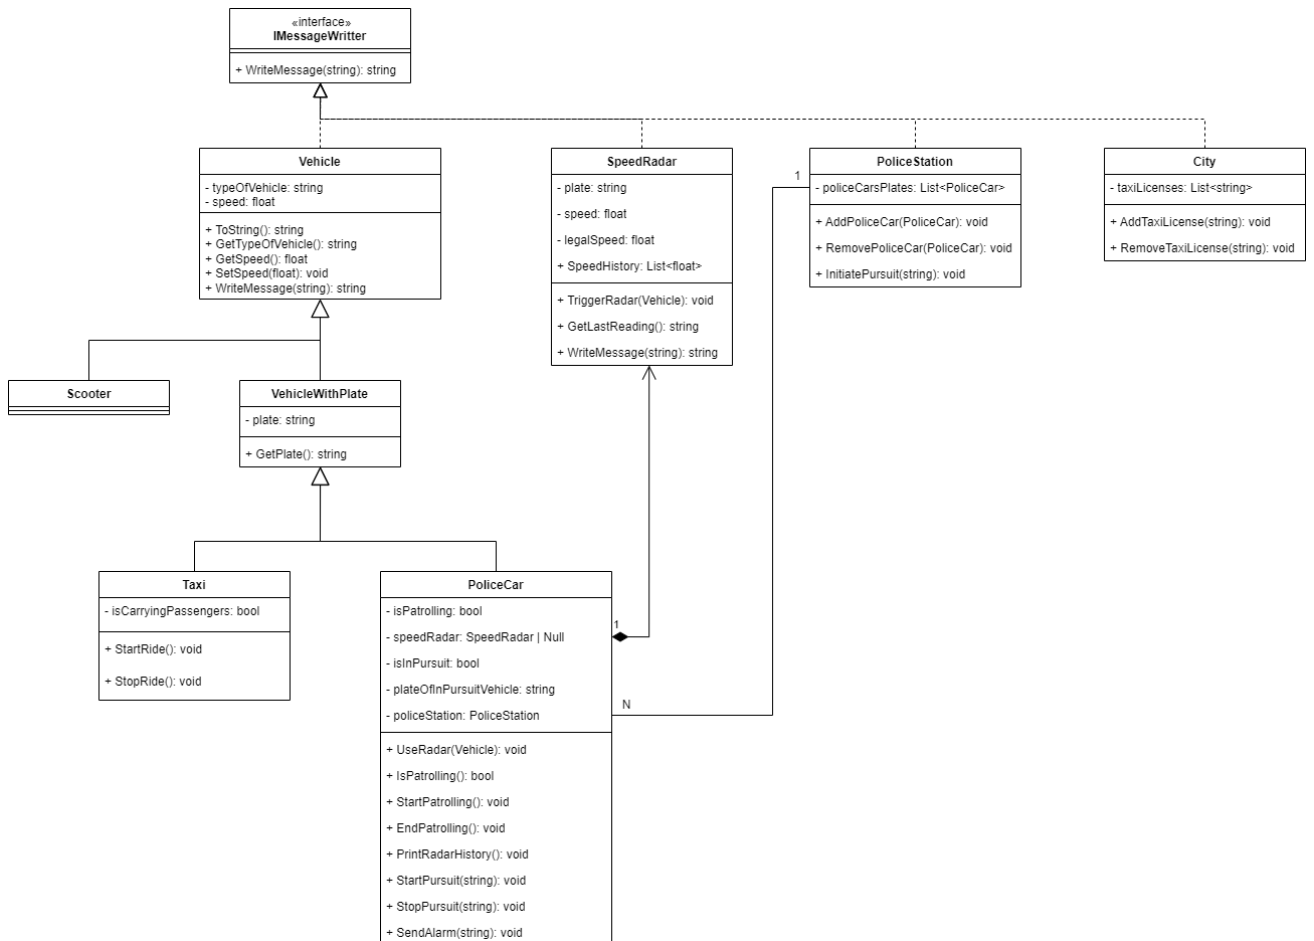 «interface»
IMessageWritter
+ WriteMessage(string): string
Vehicle
- typeOfVehicle: string
- speed: float
+ ToString(): string
+ GetTypeOfVehicle(): string
+ GetSpeed(): float
+ SetSpeed(float): void
+ WriteMessage(string): string
SpeedRadar
- plate: string
- speed: float
- legalSpeed: float
+ SpeedHistory: List<float>
+ TriggerRadar(Vehicle): void
+ GetLastReading(): string
+ WriteMessage(string): string
1
PoliceStation
- policeCarsPlates: List<PoliceCar>
+ AddPoliceCar(PoliceCar): void
+ RemovePoliceCar(PoliceCar): void
+ InitiatePursuit(string): void
City
- taxiLicenses: List<string>
+ AddTaxiLicense(string): void
+ RemoveTaxiLicense(string): void
Scooter
VehicleWithPlate
- plate: string
+ GetPlate(): string
Taxi
- isCarryingPassengers: bool
+ StartRide(): void
+ StopRide(): void
PoliceCar
- isPatrolling: bool
- speedRadar: SpeedRadar | Null
- isInPursuit: bool
- plateOfInPursuitVehicle: string
- policeStation: PoliceStation
+ UseRadar(Vehicle): void
+ IsPatrolling(): bool
+ StartPatrolling(): void
+ EndPatrolling(): void
+ PrintRadarHistory(): void
+ StartPursuit(string): void
+ StopPursuit(string): void
+ SendAlarm(string): void
1
N